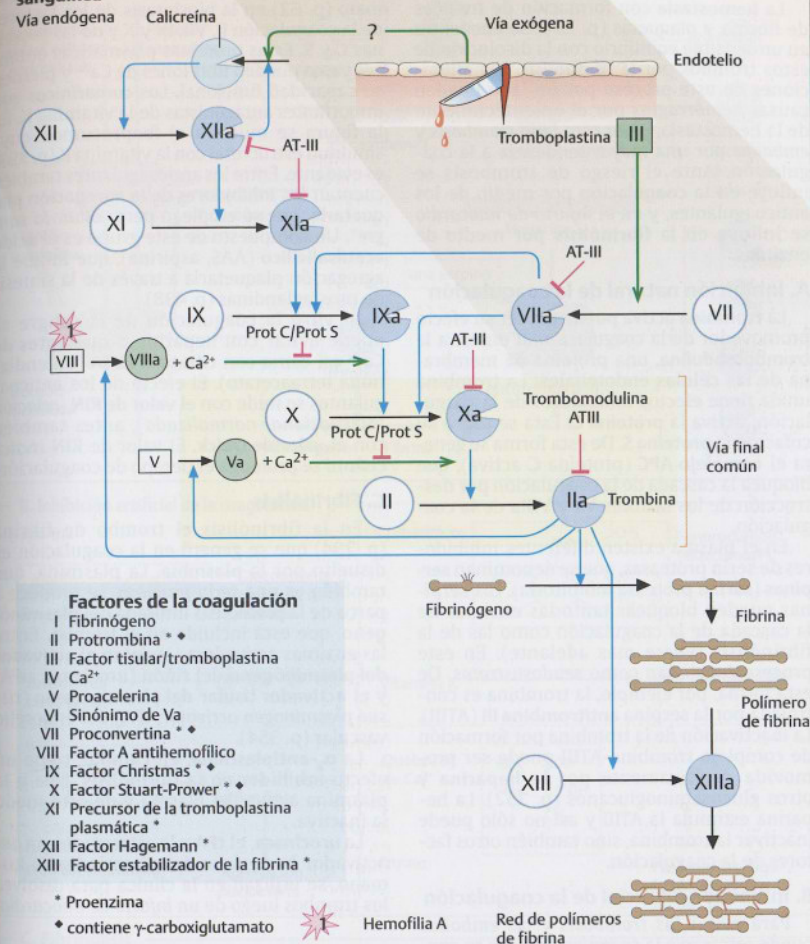 sanguínea
Vía endógena
Calicreína
?
Vía exógena
Endotelio
XII
XIIa
AT-III
Tromboplastina
III
XI
XIa
AT-III
IX
IXa
VIIa
VII
Prot C/Prot S
AT-III
VIII
VIIIa
+ Ca²⁺
X
Xa
Trombomodulina
ATIII
Prot C/Prot S
V
Va
+ Ca²⁺
Vía final
común
II
IIa
Trombina
Fibrinógeno
Fibrina
Polímero
de fibrina
XIII
XIIIa
Red de polímeros
de fibrina
Factores de la coagulación
I Fibrinógeno
II Protrombina * ◆
III Factor tisular/tromboplastina
IV Ca²⁺
V Proacelerina
VI Sinónimo de Va
VII Proconvertina * ◆
VIII Factor A antihemofílico
IX Factor Christmas * ◆
X Factor Stuart-Prower * ◆
XI Precursor de la tromboplastina
plasmática *
XII Factor Hagemann *
XIII Factor estabilizador de la fibrina *
* Proenzima
◆ contiene γ-carboxiglutamato
Hemofilia A